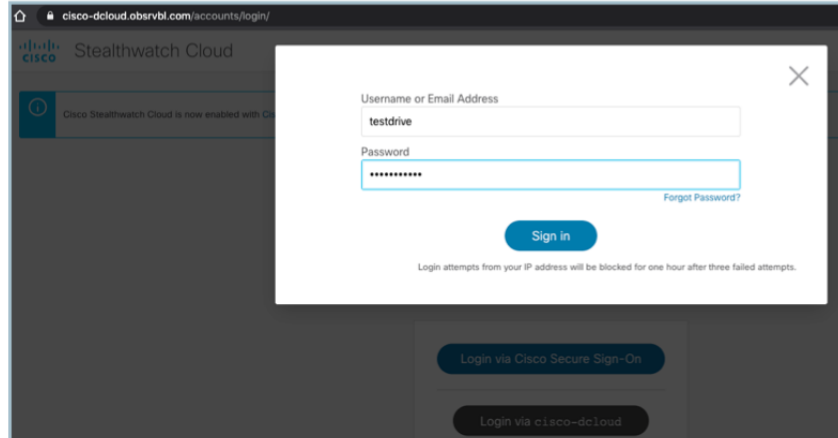 cisco-dcloud.obsrvbl.com/accounts/login/
cisco
Stealthwatch Cloud
Cisco Stealthwatch Cloud is now enabled with
Username or Email Address
testdrive
Password
•••••••••••
Forgot Password?
Sign in
Login attempts from your IP address will be blocked for one hour after three failed attempts.
Login via Cisco Secure Sign-On
Login via cisco-dcloud